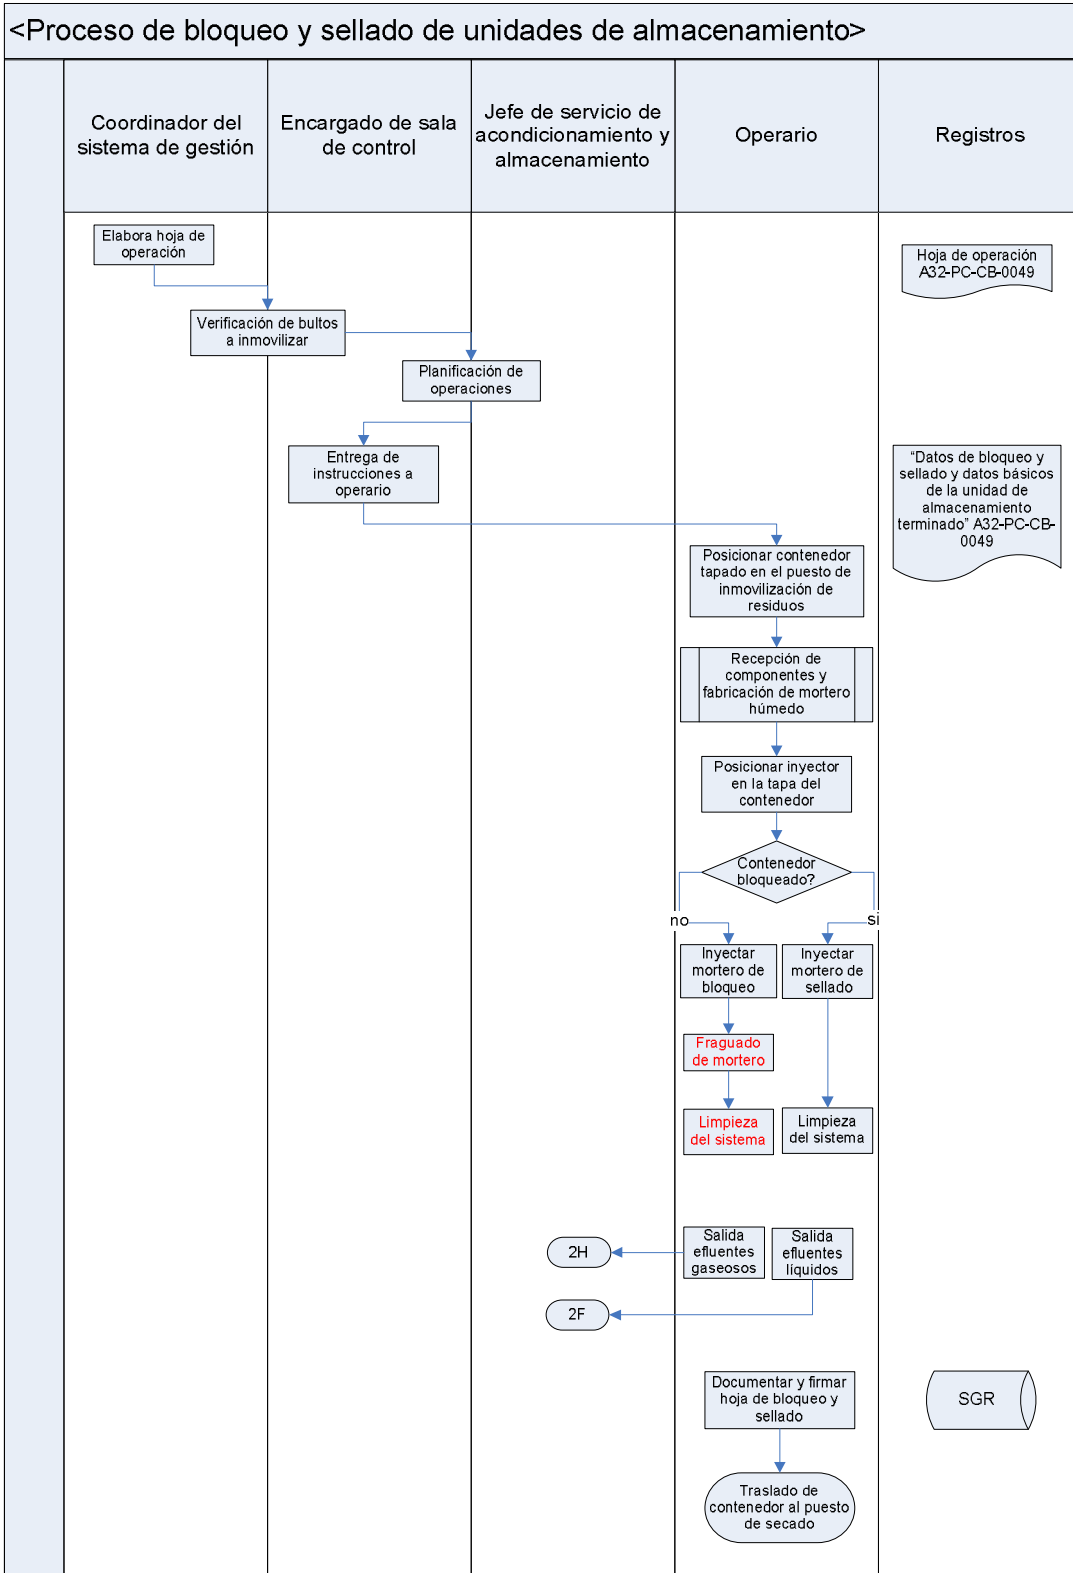 <Proceso de bloqueo y sellado de unidades de almacenamiento>
Coordinador del
sistema de gestión
Encargado de sala
de control
Jefe de servicio de
acondicionamiento y
almacenamiento
Operario
Registros
Elabora hoja de
operación
Hoja de operación
A32-PC-CB-0049
Verificación de bultos
a inmovilizar
Planificación de
operaciones
Entrega de
instrucciones a
operario
“Datos de bloqueo y
sellado y datos básicos
de la unidad de
almacenamiento
terminado” A32-PC-CB-
0049
Posicionar contenedor
tapado en el puesto de
inmovilización de
residuos
Recepción de
componentes y
fabricación de mortero
húmedo
Posicionar inyector
en la tapa del
contenedor
Contenedor
bloqueado?
no
si
Inyectar
mortero de
bloqueo
Inyectar
mortero de
sellado
Fraguado
de mortero
Limpieza
del sistema
Limpieza
del sistema
Salida
efluentes
gaseosos
Salida
efluentes
líquidos
2H
2F
Documentar y firmar
hoja de bloqueo y
sellado
SGR
Traslado de
contenedor al puesto
de secado